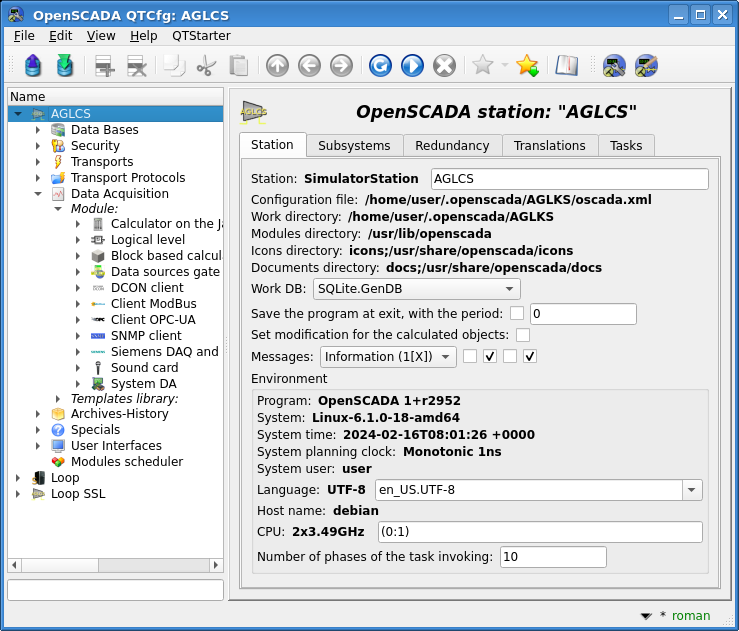 OpenSCADA QTCfg: AGLCS
File Edit View Help QTStarter
Name
AGLCS
Data Bases
Security
Transports
Transport Protocols
Data Acquisition
Module:
Calculator on the Ja
Logical level
Block based calcul
Data sources gate
DCON client
Client ModBus
Client OPC-UA
SNMP client
Siemens DAQ and
Sound card
System DA
Templates library:
Archives-History
Specials
User Interfaces
Modules scheduler
Loop
Loop SSL
AGLCS
OpenSCADA station: "AGLCS"
Station Subsystems Redundancy Translations Tasks
Station: SimulatorStation AGLCS
Configuration file: /home/user/.openscada/AGLKS/oscada.xml
Work directory: /home/user/.openscada/AGLKS
Modules directory: /usr/lib/openscada
Icons directory: icons;/usr/share/openscada/icons
Documents directory: docs;/usr/share/openscada/docs
Work DB: SQLite.GenDB
Save the program at exit, with the period: 0
Set modification for the calculated objects:
Messages: Information (1[X])
Environment
Program: OpenSCADA 1+r2952
System: Linux-6.1.0-18-amd64
System time: 2024-02-16T08:01:26 +0000
System planning clock: Monotonic 1ns
System user: user
Language: UTF-8 en_US.UTF-8
Host name: debian
CPU: 2x3.49GHz (0:1)
Number of phases of the task invoking: 10
* roman